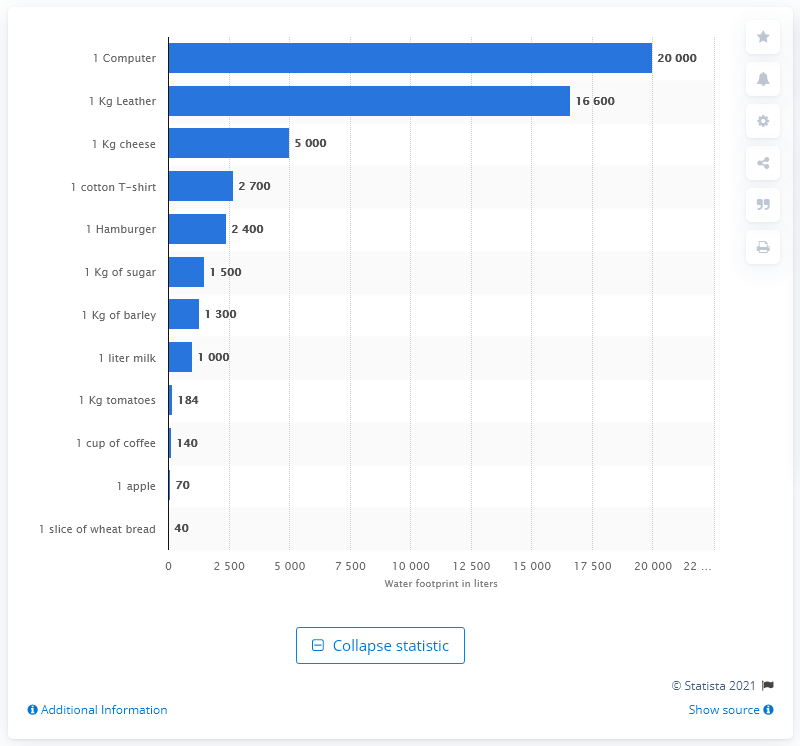 1 Computer 20 000
1 Kg Leather 16 600
1 Kg cheese 5 000
1 cotton T-shirt 2 700
1 Hamburger 2 400
1 Kg of sugar 1 500
1 Kg of barley 1 300
1 liter milk 1 000
1 Kg tomatoes 184
1 cup of coffee 140
1 apple 70
1 slice of wheat bread 40
0 2 500 5 000 7 500 10 000 12 500 15 000 17 500 20 000 22 ...
Water footprint in liters
Collapse statistic
© Statista 2021
Additional Information Show source